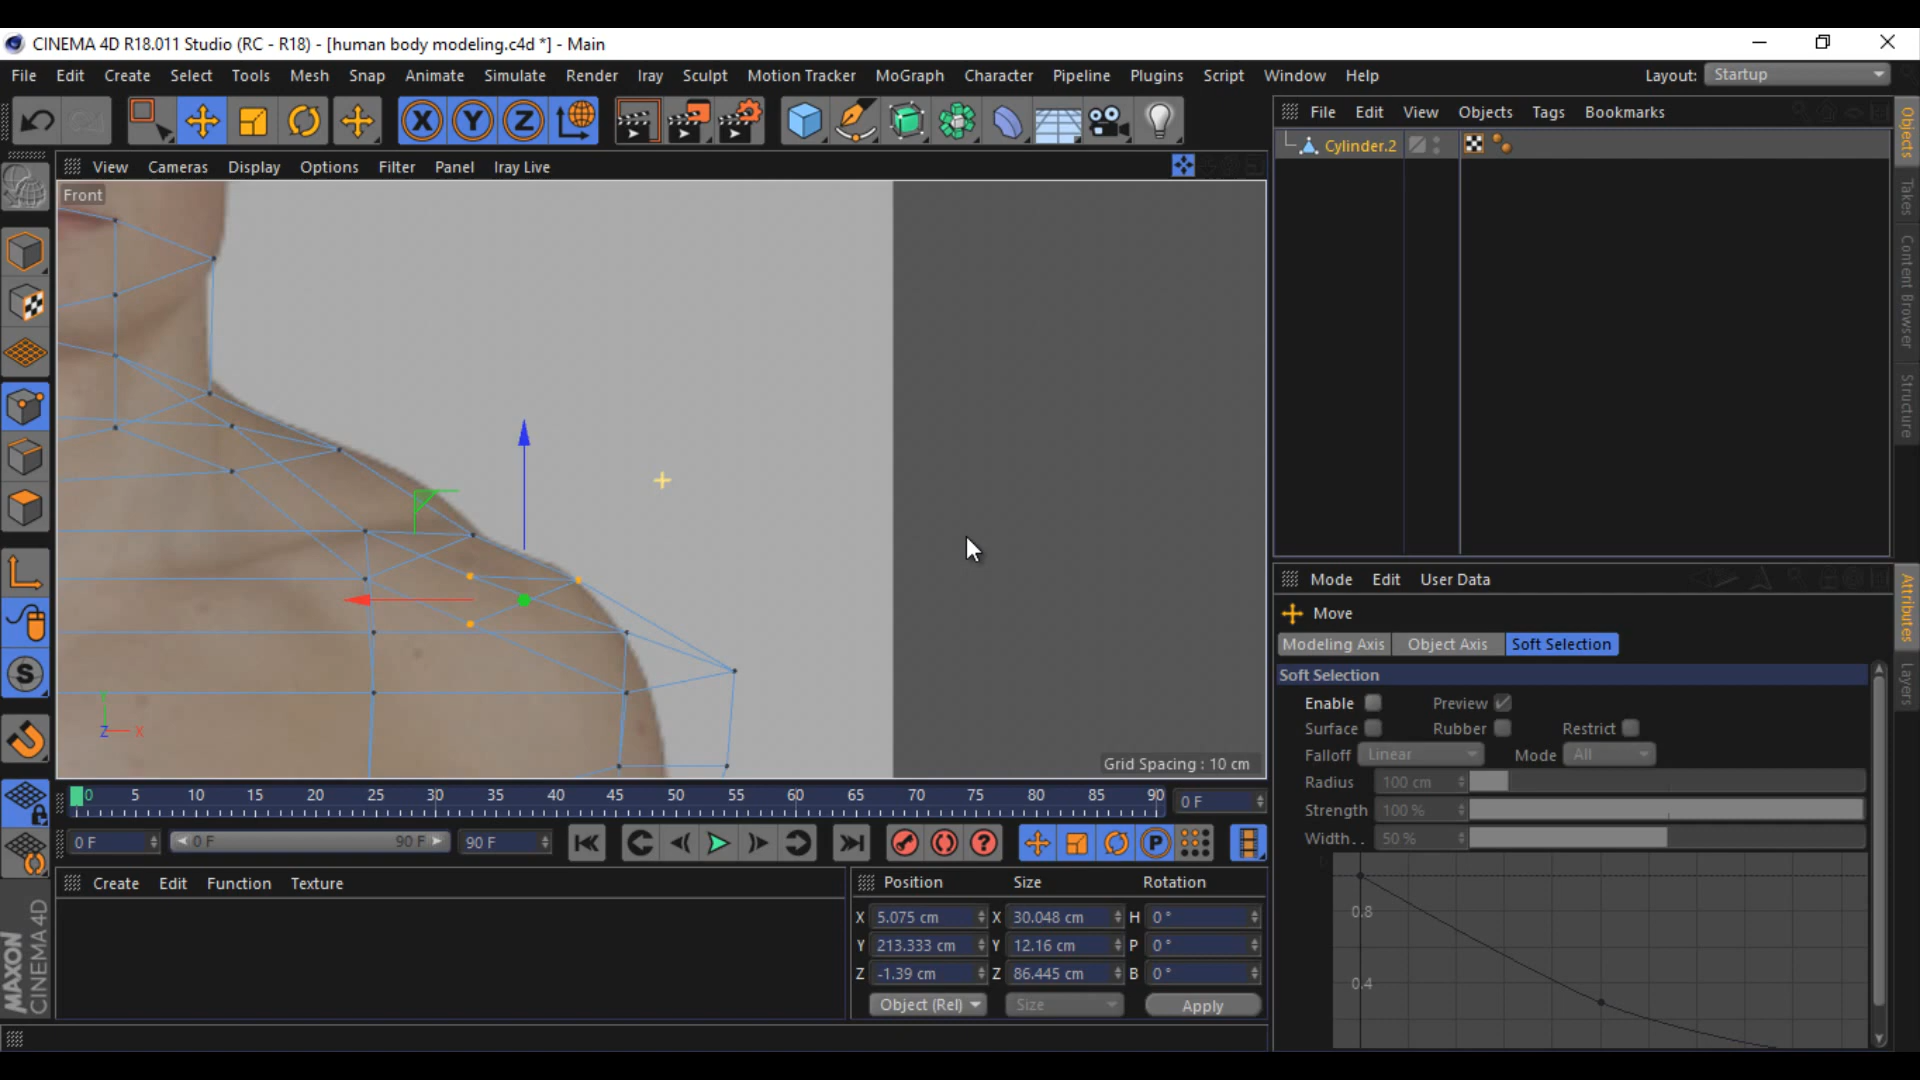 CINEMA 4D R18.011 Studio (RC - R18) - [human body modeling.c4d *] - Main
File Edit Create Select Tools Mesh Snap Animate Simulate Render Iray Sculpt Motion Tracker MoGraph Character Pipeline Plugins Script Window Help Layout: Startup
X Y Z
File Edit View Objects Tags Bookmarks
Cylinder.2
View Cameras Display Options Filter Panel Iray Live
Front
Z X
Grid Spacing : 10 cm
0 5 10 15 20 25 30 35 40 45 50 55 60 65 70 75 80 85 90 0 F
0 F 0 F 90 F 90 F P
Create Edit Function Texture
Position Size Rotation
X 5.075 cm X 30.048 cm H 0 °
Y 213.333 cm Y 12.16 cm P 0 °
Z -1.39 cm Z 86.445 cm B 0 °
Object (Rel) Size Apply
Mode Edit User Data
Move
Modeling Axis Object Axis Soft Selection
Soft Selection
Enable Preview
Surface Rubber Restrict
Falloff Linear Mode All
Radius 100 cm
Strength 100 %
Width.. 50 %
0.8
0.4
Objects
Takes
Content Browser
Structure
Attributes
Layers
MAXON
CINEMA 4D